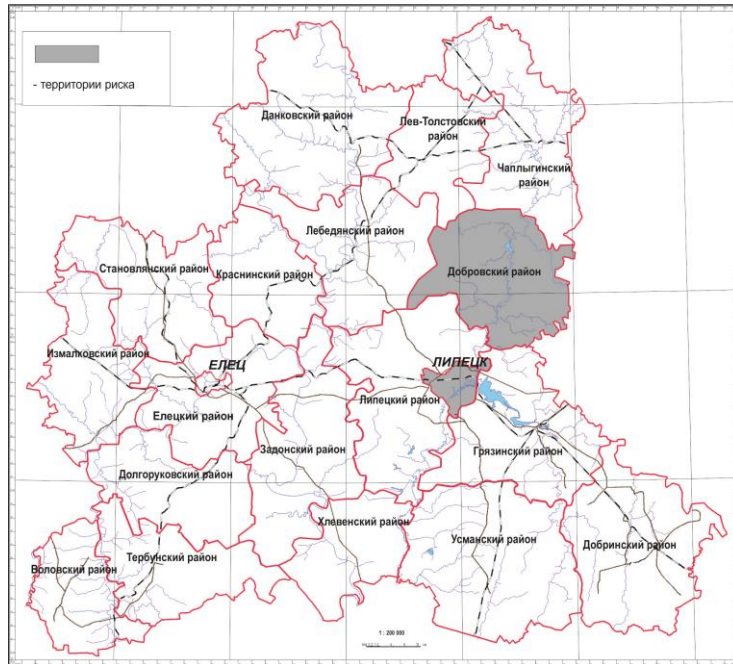 - территории риска
Данковский район
Лев-Толстовский
район
Чаплыгинский
район
Лебедянский район
Становлянский район
Краснинский район
Добровский район
Измалковский район
ЕЛЕЦ
ЛИПЕЦК
Елецкий район
Липецкий район
Задонский район
Грязинский район
Долгоруковский район
Хлевенский район
Усманский район
Добринский район
Тербунский район
Воловский район
1 : 200 000